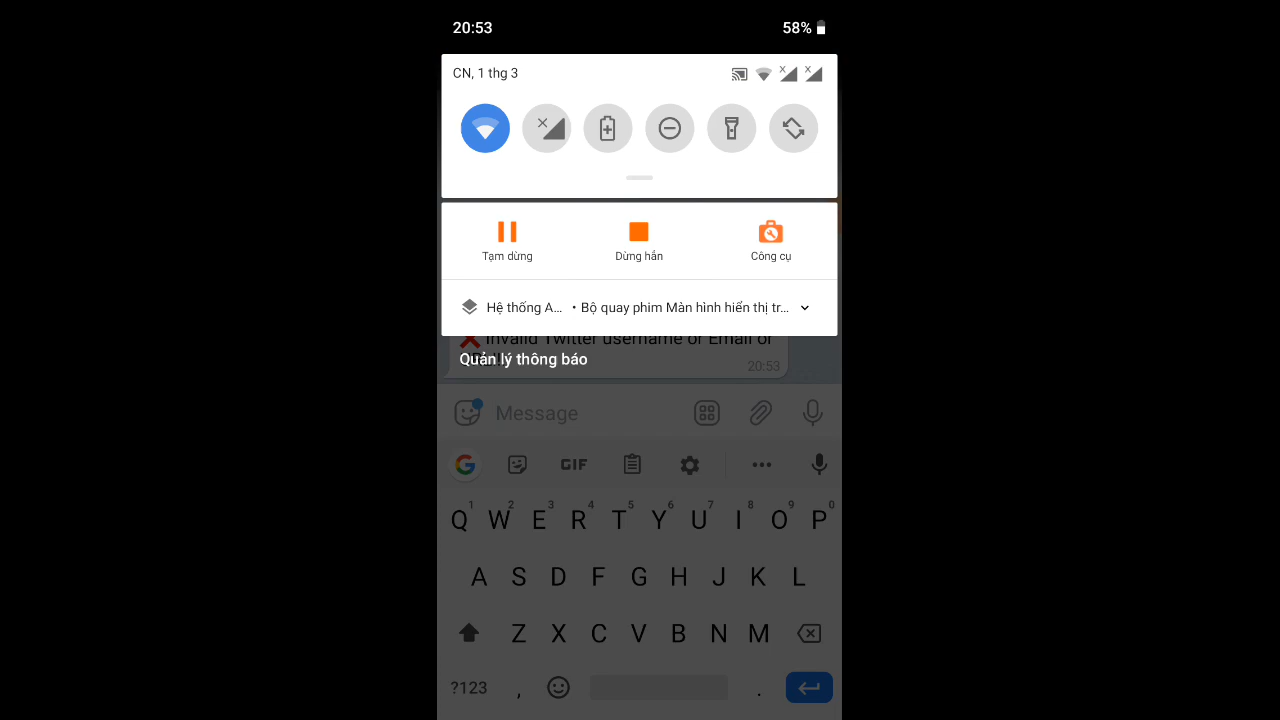 20:53
58%
CN, 1 thg 3
Tạm dừng
Dừng hẳn
Công cụ
Hệ thống A... • Bộ quay phim Màn hình hiển thị tr...
Invalid Twitter username or Email or
Quản lý thông báo
20:53
Message
G GIF
1 2 3 4 5 6 7 8 9 0
Q W E R T Y U I O P
A S D F G H J K L
Z X C V B N M
?123 , .